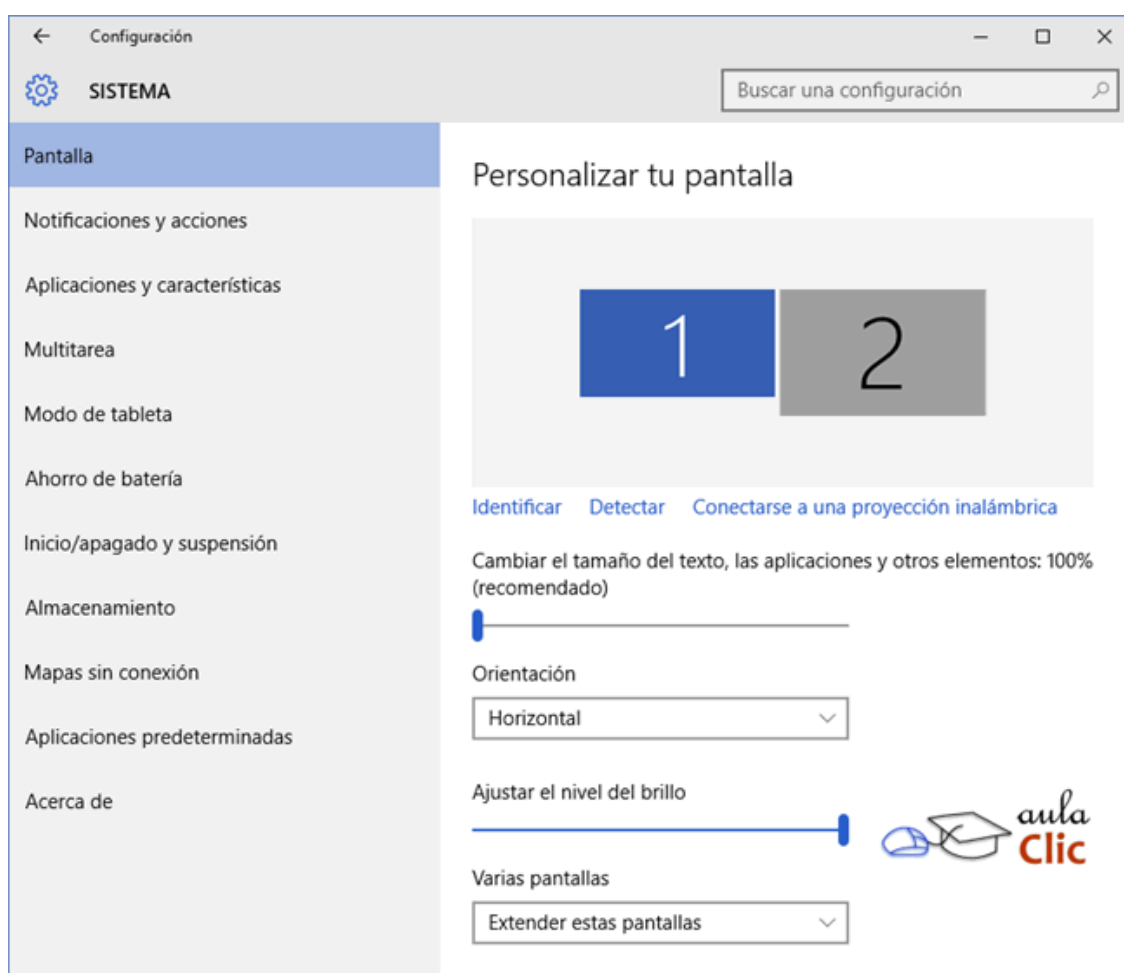 Configuración
SISTEMA
Buscar una configuración
Pantalla
Notificaciones y acciones
Aplicaciones y características
Multitarea
Modo de tableta
Ahorro de batería
Inicio/apagado y suspensión
Almacenamiento
Mapas sin conexión
Aplicaciones predeterminadas
Acerca de
Personalizar tu pantalla
1 2
Identificar Detectar Conectarse a una proyección inalámbrica
Cambiar el tamaño del texto, las aplicaciones y otros elementos: 100%
(recomendado)
Orientación
Horizontal
Ajustar el nivel del brillo
aula
Clic
Varias pantallas
Extender estas pantallas